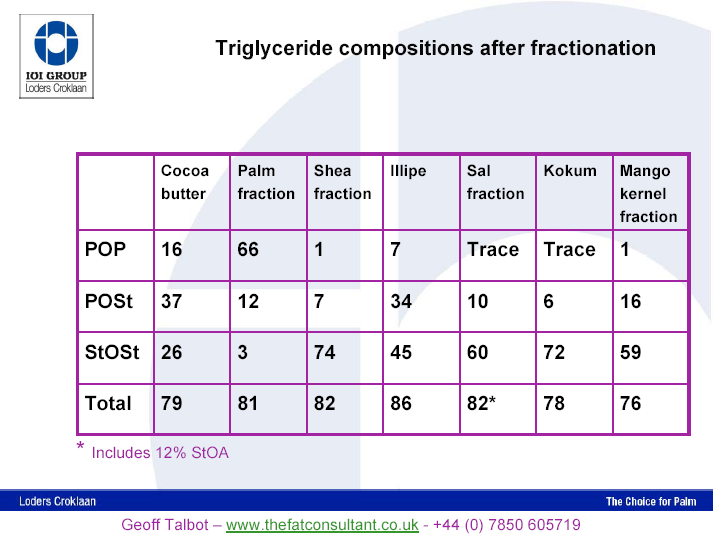 IOI GROUP
Loders Croklaan
Triglyceride compositions after fractionation
Cocoa butter Palm fraction Shea fraction Illipe Sal fraction Kokum Mango kernel fraction
POP 16 66 1 7 Trace Trace 1
POSt 37 12 7 34 10 6 16
StOSt 26 3 74 45 60 72 59
Total 79 81 82 86 82* 78 76
* Includes 12% StOA
Loders Croklaan The Choice for Palm
Geoff Talbot – www.thefatconsultant.co.uk - +44 (0) 7850 605719